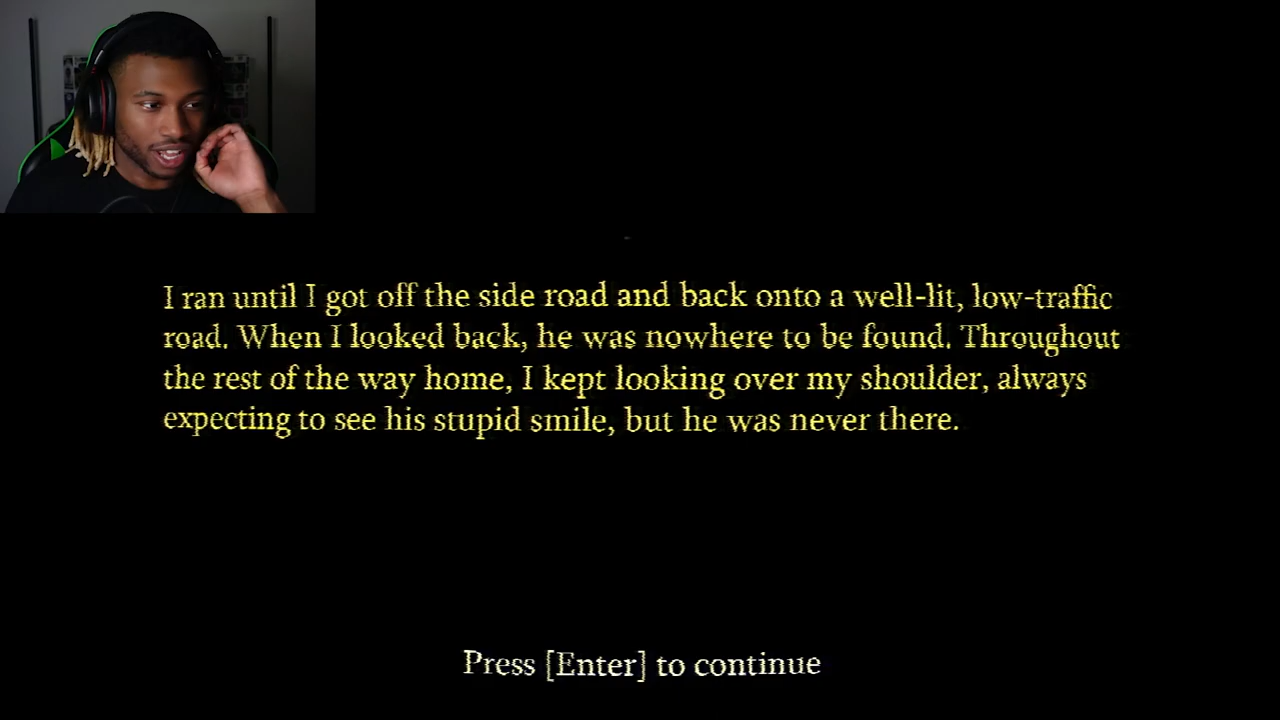 I ran until I got off the side road and back onto a well-lit, low-traffic
road. When I looked back, he was nowhere to be found. Throughout
the rest of the way home, I kept looking over my shoulder, always
expecting to see his stupid smile, but he was never there.
Press [Enter] to continue